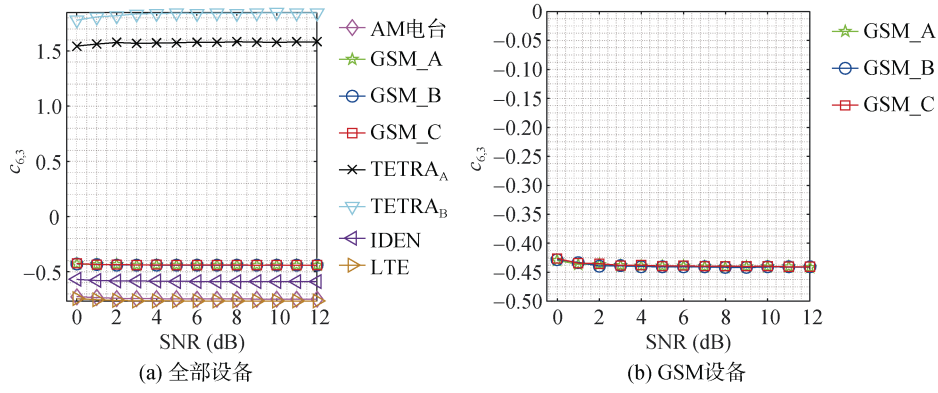 1.5
1.0
0.5
0
−0.5
c6,3
0 2 4 6 8 10 12
SNR (dB)
AM电台
GSM_A
GSM_B
GSM_C
TETRAA
TETRAB
IDEN
LTE
(a) 全部设备
0
−0.05
−0.10
−0.15
−0.20
−0.25
−0.30
−0.35
−0.40
−0.45
−0.50
c6,3
0 2 4 6 8 10 12
SNR (dB)
GSM_A
GSM_B
GSM_C
(b) GSM设备